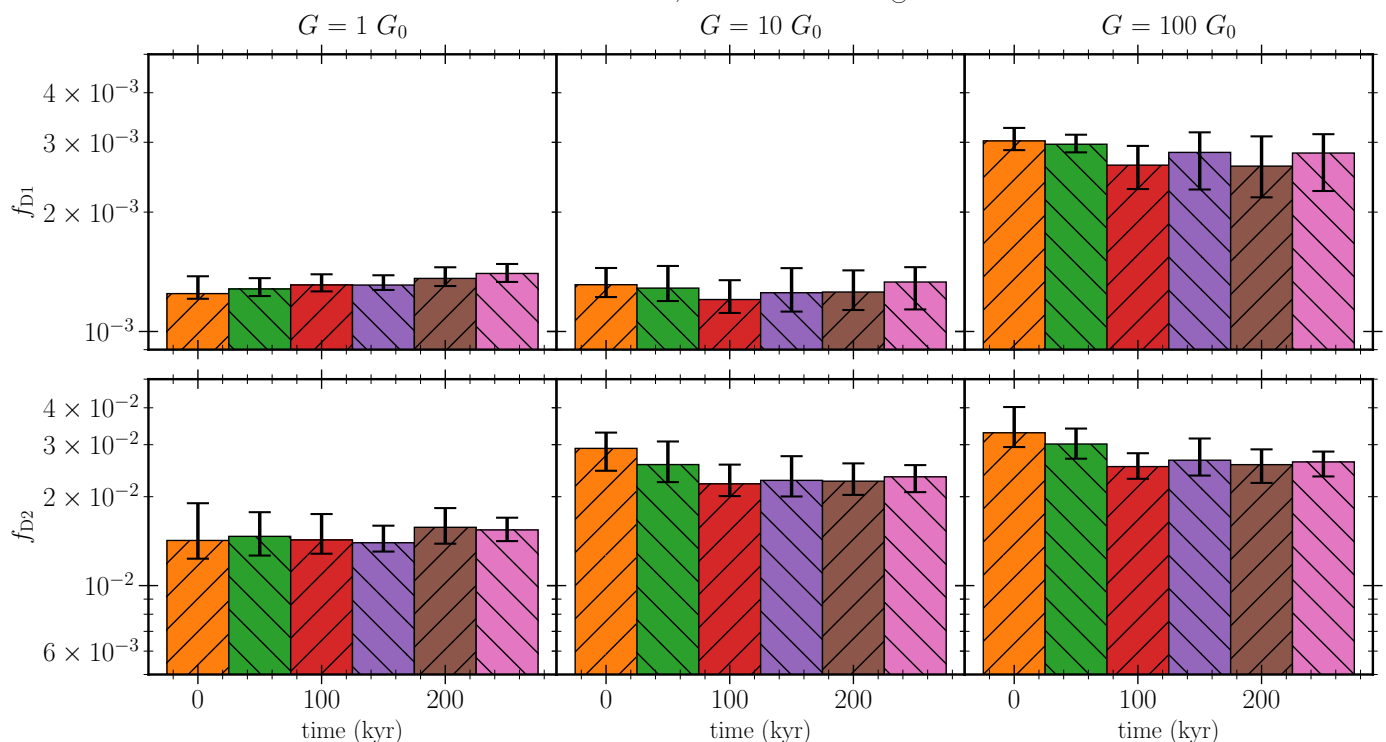 G = 1 G₀ G = 10 G₀ G = 100 G₀
4 × 10⁻³
3 × 10⁻³
2 × 10⁻³
10⁻³
f_D1
4 × 10⁻²
3 × 10⁻²
2 × 10⁻²
10⁻²
6 × 10⁻³
f_D2
0 100 200 0 100 200 0 100 200
time (kyr) time (kyr) time (kyr)